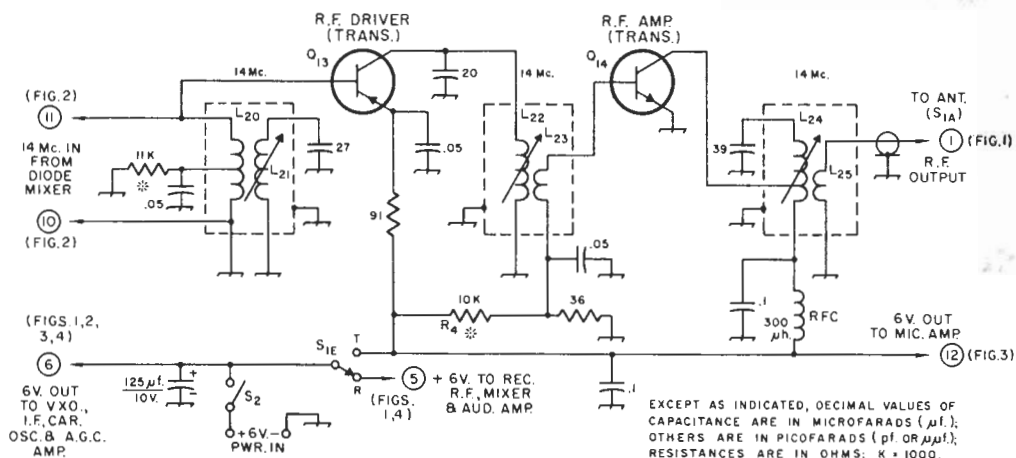 R.F. DRIVER
(TRANS.)
R.F. AMP.
(TRANS.)
Q13
Q14
14 Mc.
20
14 Mc.
14 Mc.
(FIG.2)
11
L20
L22
L24
TO ANT.
(S1A)
14 Mc. IN
FROM
DIODE
MIXER
11K
※
.05
27
L21
.05
L23
39
L25
1
(FIG.1)
R.F.
OUTPUT
10
(FIG.2)
91
.05
(FIGS. 1,2,
3,4)
6
6V. OUT
TO VXO.,
I.F., CAR.
OSC. & A.G.C.
AMP.
125 µf.
10V.
+
-
S2
+6V.-
PWR. IN
S1E
T
R
10K
R4 ※
36
5
(FIGS.
1,4)
+ 6V. TO REC.
R.F., MIXER
& AUD. AMP.
.1
.1
300
µh.
RFC
6V. OUT
TO MIC. AMP.
12
(FIG.3)
EXCEPT AS INDICATED, DECIMAL VALUES OF
CAPACITANCE ARE IN MICROFARADS (µf.);
OTHERS ARE IN PICOFARADS (pf. OR µµf.);
RESISTANCES ARE IN OHMS; K = 1000.